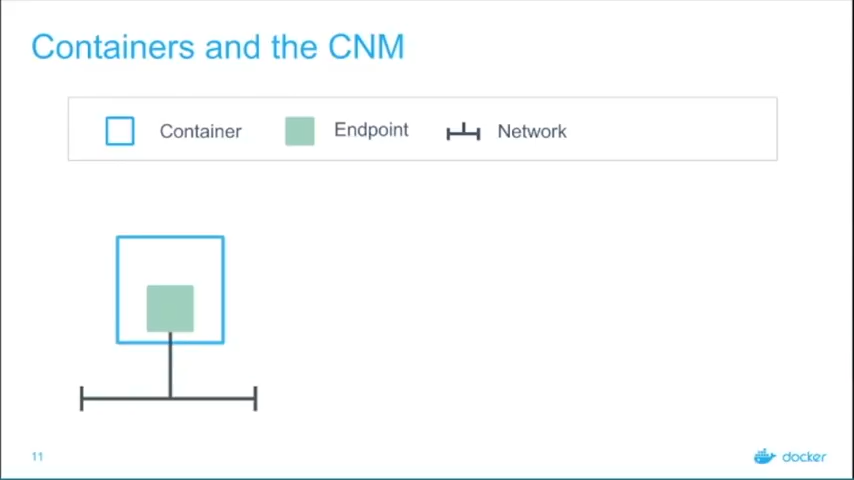 Containers and the CNM
Container Endpoint Network
11
docker